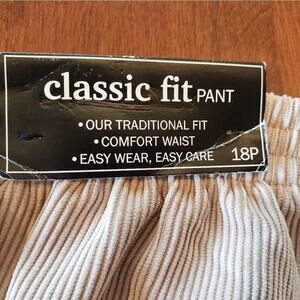 classic fit PANT
• OUR TRADITIONAL FIT
• COMFORT WAIST
• EASY WEAR, EASY CARE 18P